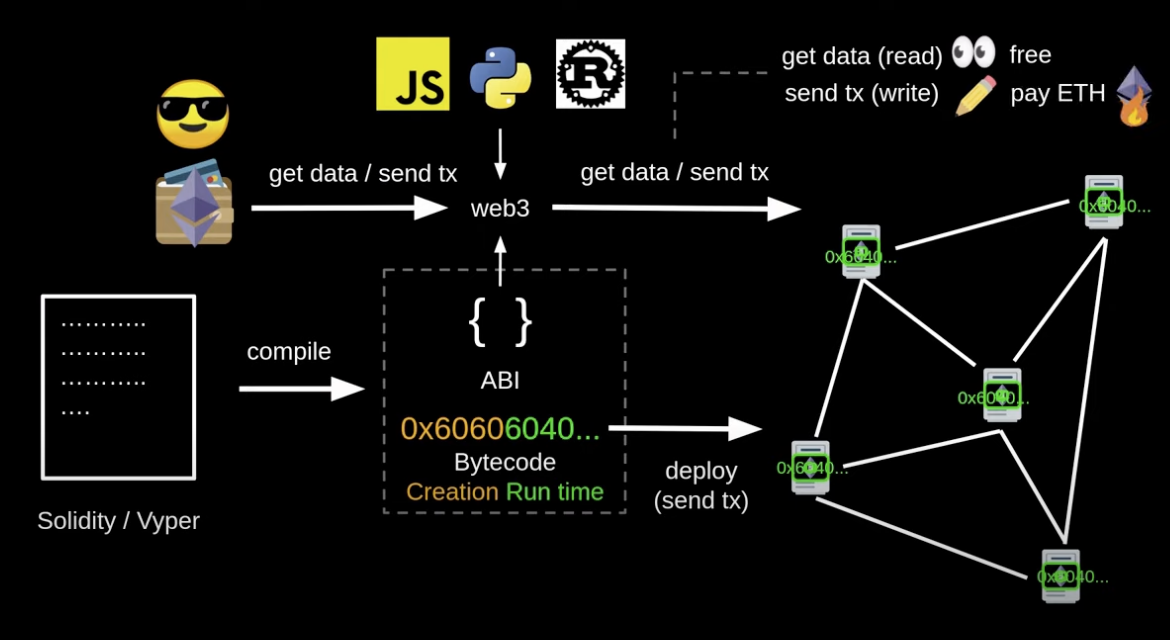 JS
R
get data (read) free
send tx (write) pay ETH
get data / send tx
get data / send tx
web3
0x6040...
0x6040...
...........
...........
...........
....
compile
{ }
ABI
0x60606040...
Bytecode
Creation Run time
deploy
(send tx)
0x6040...
0x6040...
Solidity / Vyper
0x6040...